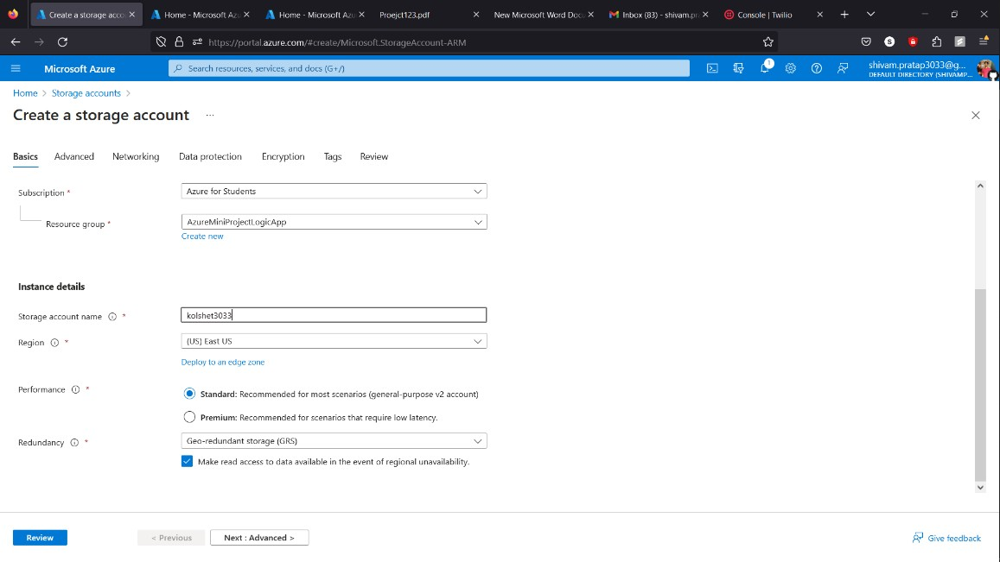 Create a storage acco
Home - Microsoft Azu
Home - Microsoft Azu
Proejct123.pdf
New Microsoft Word Docu
Inbox (83) - shivam.pr
Console | Twilio
https://portal.azure.com/#create/Microsoft.StorageAccount-ARM
Microsoft Azure
Search resources, services, and docs (G+/)
1
shivam.pratap3033@g...
DEFAULT DIRECTORY (SHIVAMP...
Home > Storage accounts >
Create a storage account ...
Basics Advanced Networking Data protection Encryption Tags Review
Subscription * Azure for Students
Resource group * AzureMiniProjectLogicApp
Create new
Instance details
Storage account name * kolshet3033
Region * (US) East US
Deploy to an edge zone
Performance * Standard: Recommended for most scenarios (general-purpose v2 account)
Premium: Recommended for scenarios that require low latency.
Redundancy * Geo-redundant storage (GRS)
Make read access to data available in the event of regional unavailability.
Review < Previous Next : Advanced > Give feedback